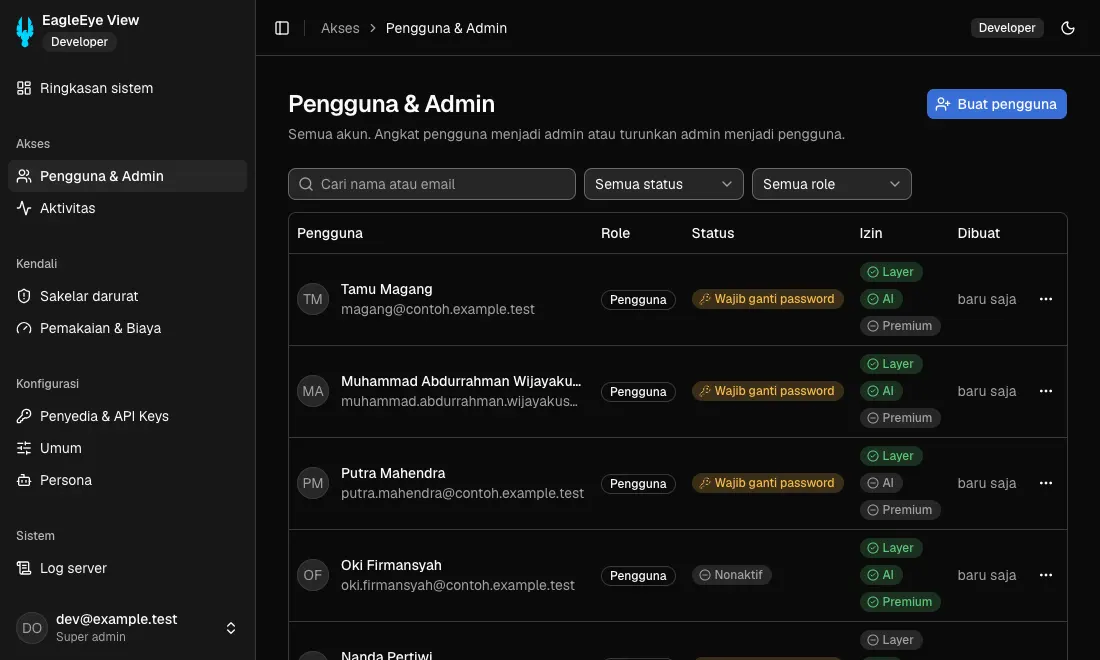 EagleEye View
Developer
Ringkasan sistem
Akses
Pengguna & Admin
Aktivitas
Kendali
Sakelar darurat
Pemakaian & Biaya
Konfigurasi
Penyedia & API Keys
Umum
Persona
Sistem
Log server
DO
dev@example.test
Super admin
Akses > Pengguna & Admin
Developer
Pengguna & Admin
Buat pengguna
Semua akun. Angkat pengguna menjadi admin atau turunkan admin menjadi pengguna.
Cari nama atau email
Semua status
Semua role
Pengguna Role Status Izin Dibuat
TM
Tamu Magang
magang@contoh.example.test
Pengguna
Wajib ganti password
Layer
AI
Premium
baru saja
MA
Muhammad Abdurrahman Wijayaku...
muhammad.abdurrahman.wijayakus...
Pengguna
Wajib ganti password
Layer
AI
Premium
baru saja
PM
Putra Mahendra
putra.mahendra@contoh.example.test
Pengguna
Wajib ganti password
Layer
AI
Premium
baru saja
OF
Oki Firmansyah
oki.firmansyah@contoh.example.test
Pengguna
Nonaktif
Layer
AI
Premium
baru saja
Nanda Pertiwi
Layer